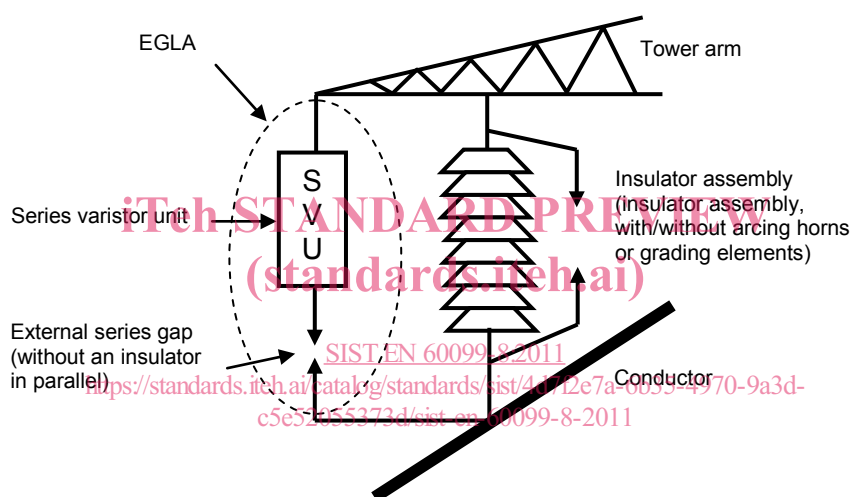 EGLA
Tower arm
S
V
U
Series varistor unit
Insulator assembly
(insulator assembly,
with/without arcing horns
or grading elements)
iTeh STANDARD PREVIEW
(standards.iteh.ai)
External series gap
(without an insulator
in parallel)
Conductor
SIST EN 60099-8:2011
https://standards.iteh.ai/catalog/standards/sist/4d7f2e7a-6b55-4970-9a3d-
c5e52055373d/sist-en-60099-8-2011